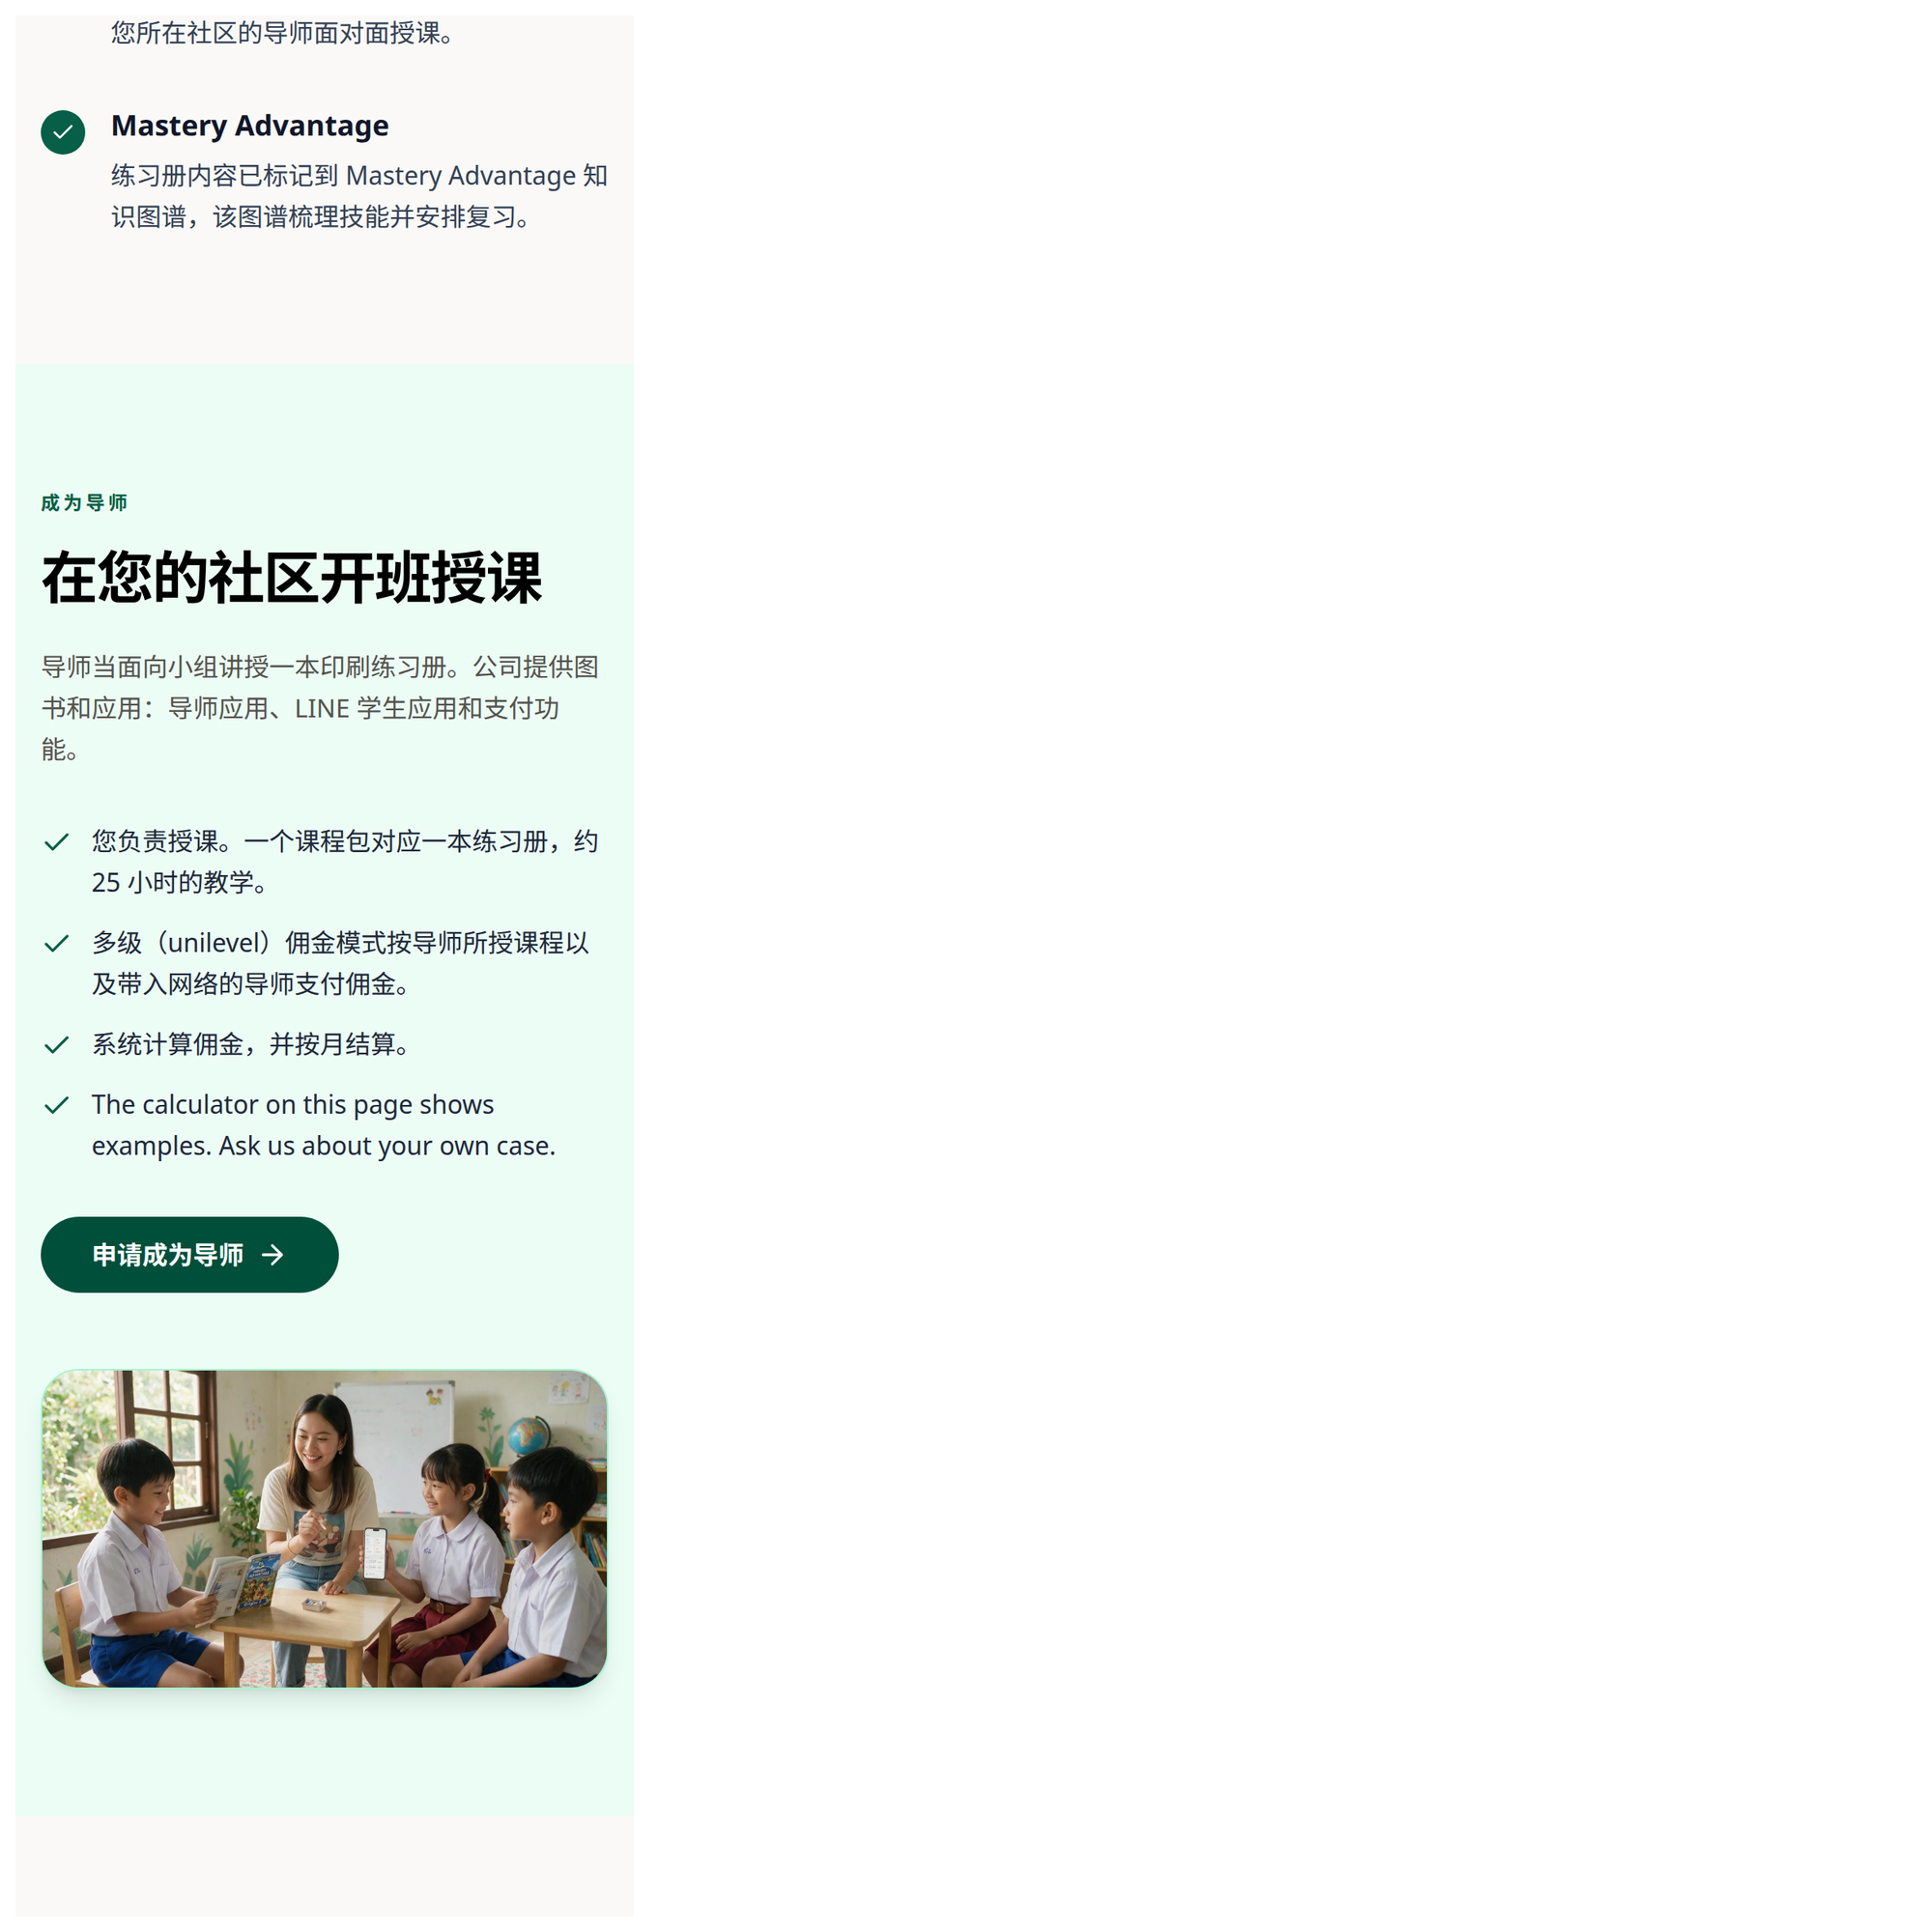 您所在社区的导师面对面授课。
Mastery Advantage
练习册内容已标记到 Mastery Advantage 知
识图谱，该图谱梳理技能并安排复习。
成为导师
在您的社区开班授课
导师当面向小组讲授一本印刷练习册。公司提供图
书和应用：导师应用、LINE 学生应用和支付功
能。
您负责授课。一个课程包对应一本练习册，约
25 小时的教学。
多级（unilevel）佣金模式按导师所授课程以
及带入网络的导师支付佣金。
系统计算佣金，并按月结算。
The calculator on this page shows
examples. Ask us about your own case.
申请成为导师